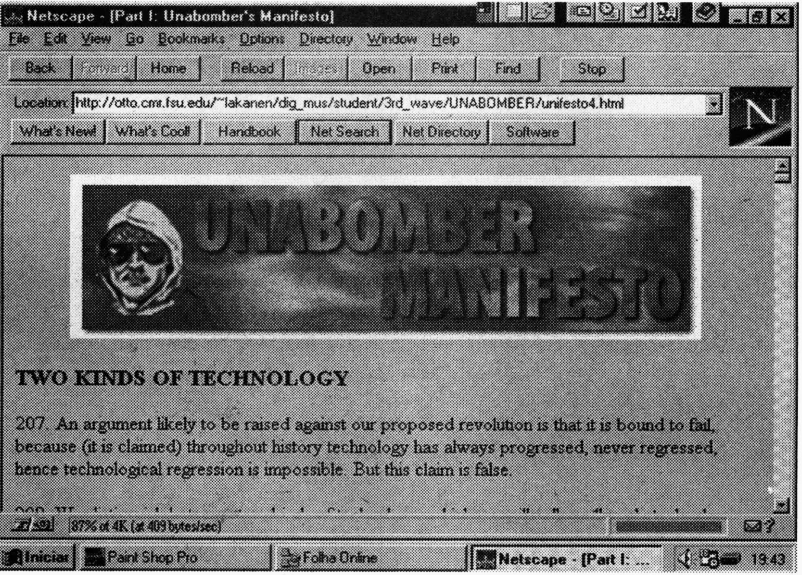 Netscape - [Part I: Unabomber's Manifesto]
File Edit View Go Bookmarks Options Directory Window Help
Back Forward Home Reload Images Open Print Find Stop
Location: http://otto.cmr.fsu.edu/~lakanen/dig_mus/student/3rd_wave/UNABOMBER/unifesto4.html
N
What's New! What's Cool! Handbook Net Search Net Directory Software
UNABOMBER
MANIFESTO
TWO KINDS OF TECHNOLOGY
207. An argument likely to be raised against our proposed revolution is that it is bound to fail,
because (it is claimed) throughout history technology has always progressed, never regressed,
hence technological regression is impossible. But this claim is false.
87% of 4K (at 409 bytes/sec)
Iniciar Paint Shop Pro Folha Online Netscape - [Part I: ... 19:43